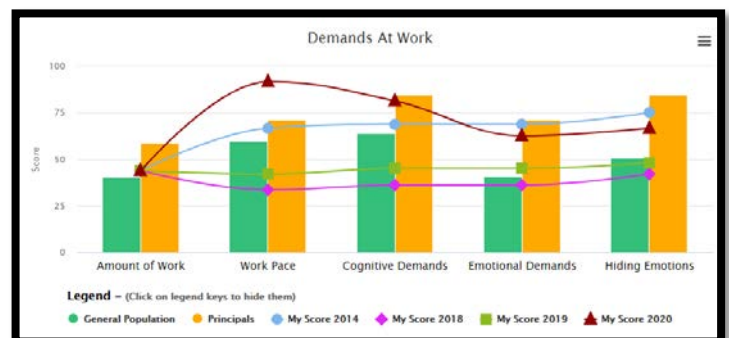 Demands At Work
100
75
50
25
0
Score
Amount of Work Work Pace Cognitive Demands Emotional Demands Hiding Emotions
Legend – (Click on legend keys to hide them)
General Population Principals My Score 2014 My Score 2018 My Score 2019 My Score 2020